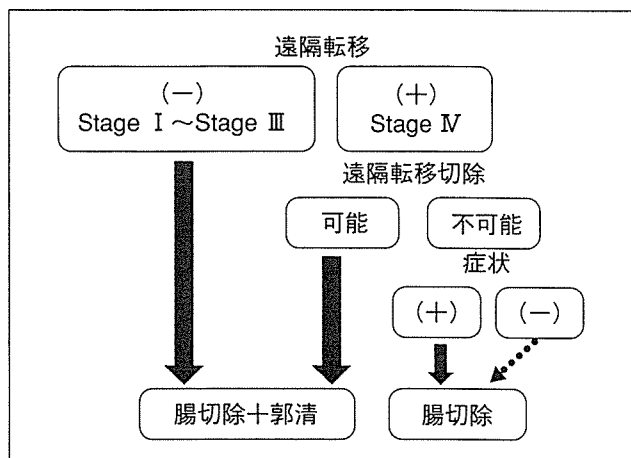 遠隔転移
(－)
Stage Ⅰ～Stage Ⅲ
(＋)
Stage Ⅳ
遠隔転移切除
可能
不可能
症状
(＋)
(－)
腸切除＋郭清
腸切除